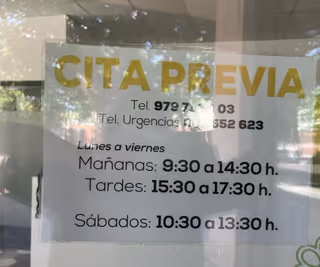 CITA PREVIA
Tel. 979 03
Tel. Urgencias 652 623
Lunes a viernes
Mañanas: 9:30 a 14:30 h.
Tardes: 15:30 a 17:30 h.
Sábados: 10:30 a 13:30 h.